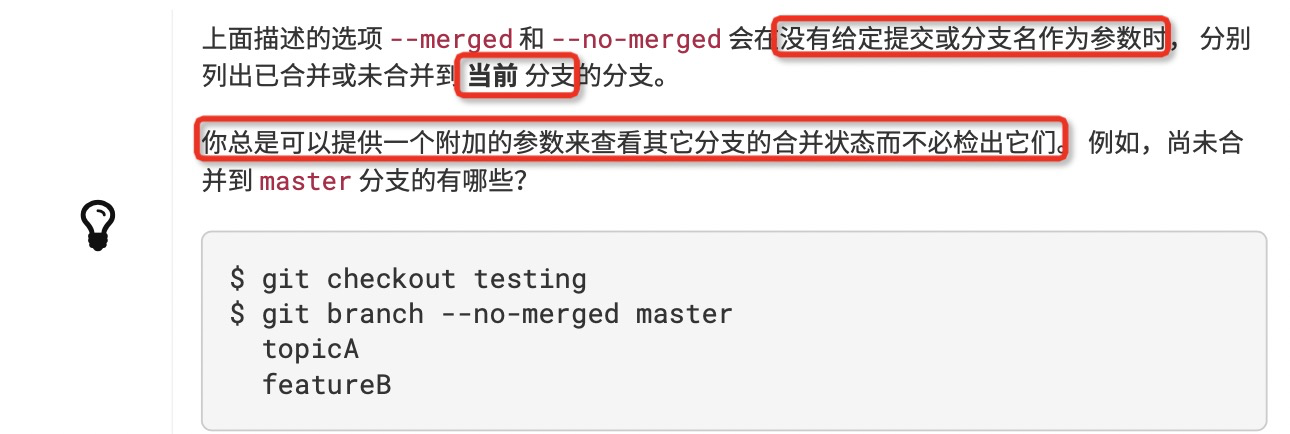 上面描述的选项 --merged 和 --no-merged 会在没有给定提交或分支名作为参数时， 分别
列出已合并或未合并到 当前 分支的分支。
你总是可以提供一个附加的参数来查看其它分支的合并状态而不必检出它们。 例如，尚未合
并到 master 分支的有哪些？
$ git checkout testing
$ git branch --no-merged master
topicA
featureB